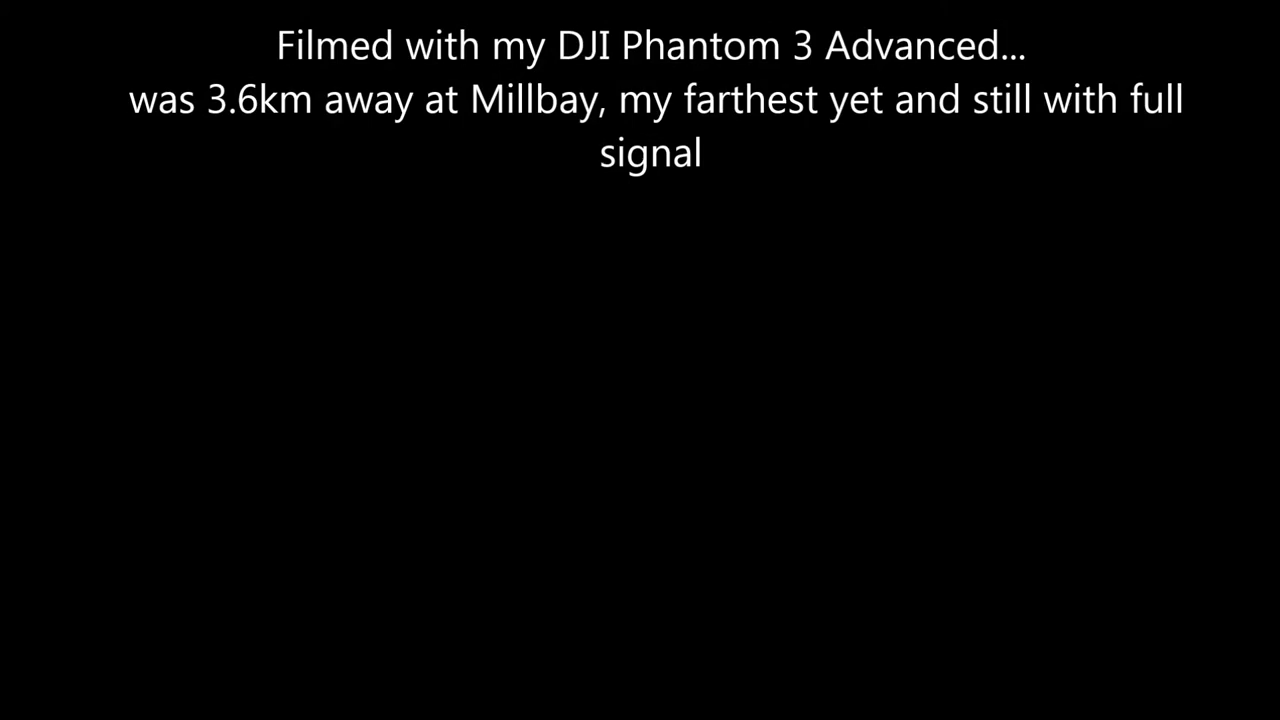 Filmed with my DJI Phantom 3 Advanced...
was 3.6km away at Millbay, my farthest yet and still with full
signal